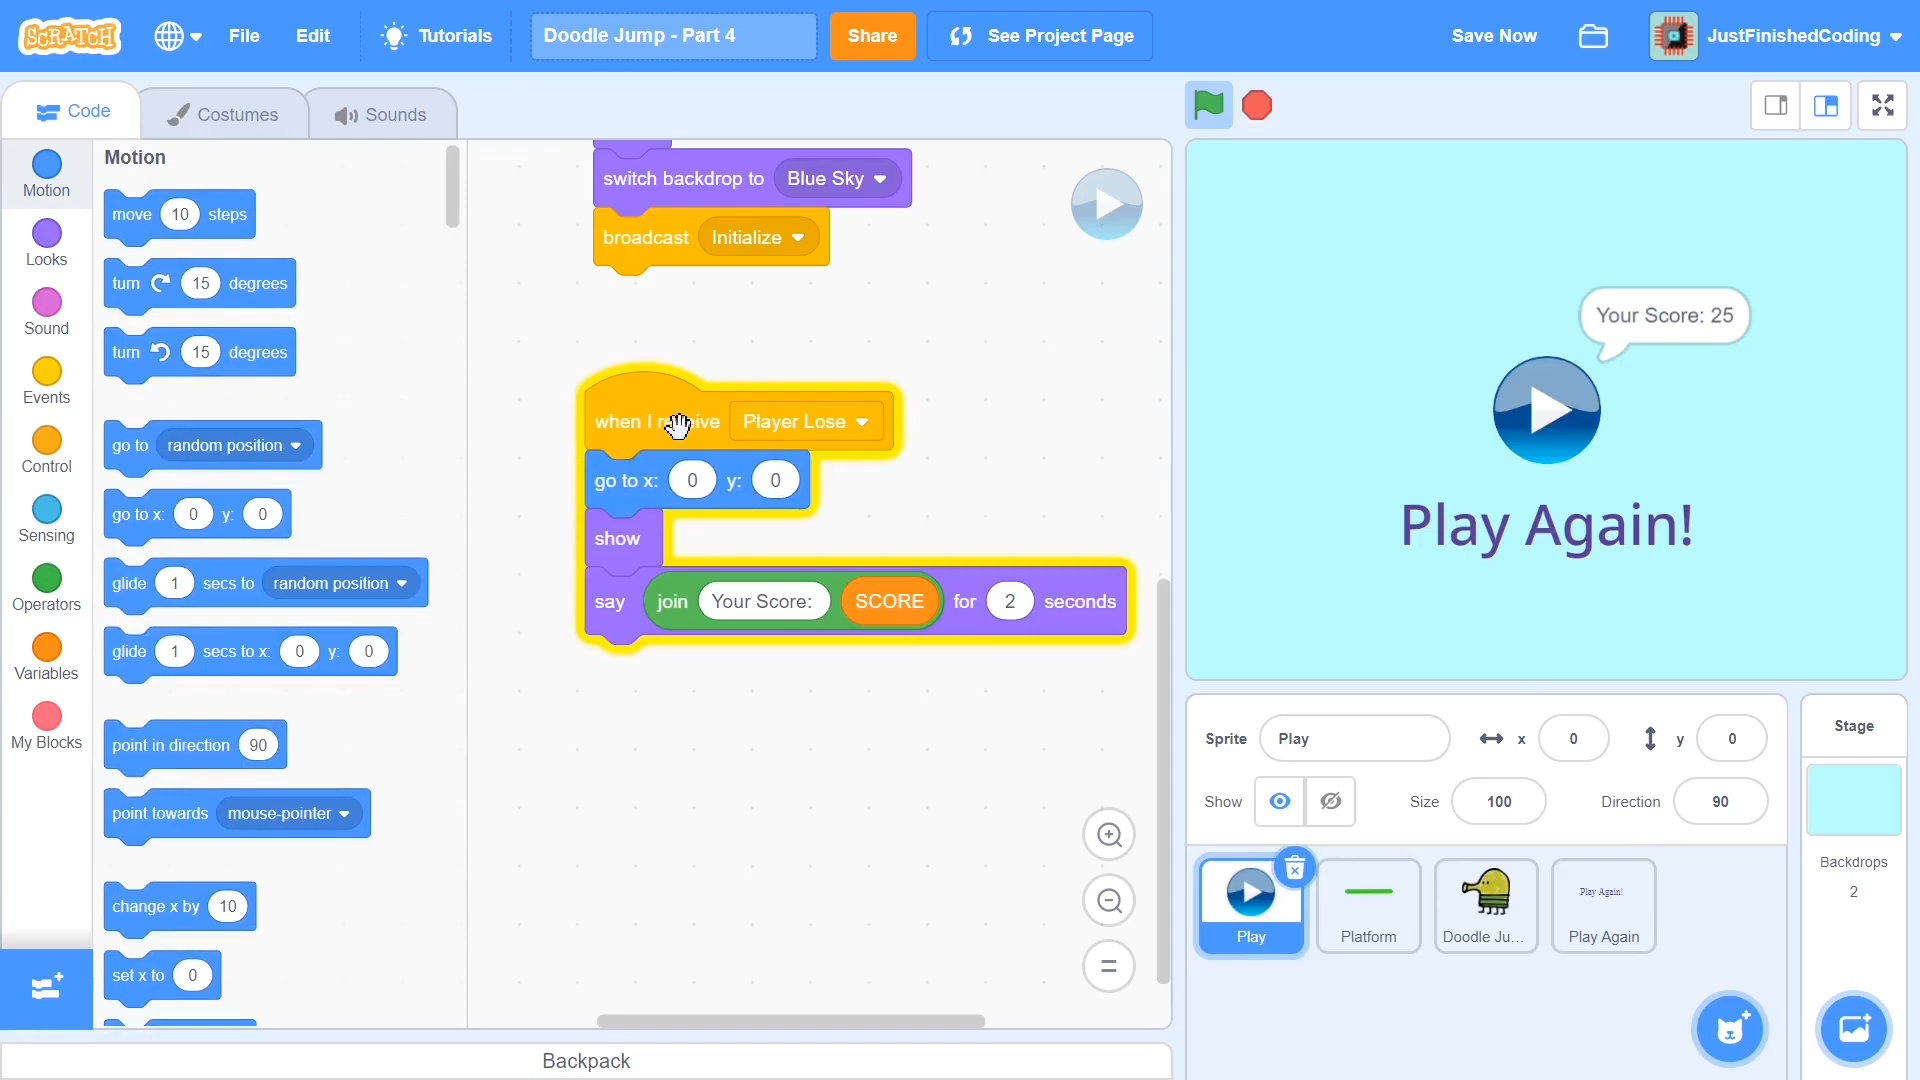 SCRATCH
File
Edit
Tutorials
Doodle Jump - Part 4
Share
See Project Page
Save Now
JustFinishedCoding
Code
Costumes
Sounds
Motion
Looks
Sound
Events
Control
Sensing
Operators
Variables
My Blocks
Motion
move 10 steps
turn 15 degrees
turn 15 degrees
go to random position
go to x: 0 y: 0
glide 1 secs to random position
glide 1 secs to x: 0 y: 0
point in direction 90
point towards mouse-pointer
change x by 10
set x to 0
switch backdrop to Blue Sky
broadcast Initialize
when I receive Player Lose
go to x: 0 y: 0
show
say join Your Score: SCORE for 2 seconds
Backpack
Your Score: 25
Play Again!
Sprite Play x 0 y 0
Show Size 100 Direction 90
Play
Platform
Doodle Ju...
Play Again!
Play Again
Stage
Backdrops
2